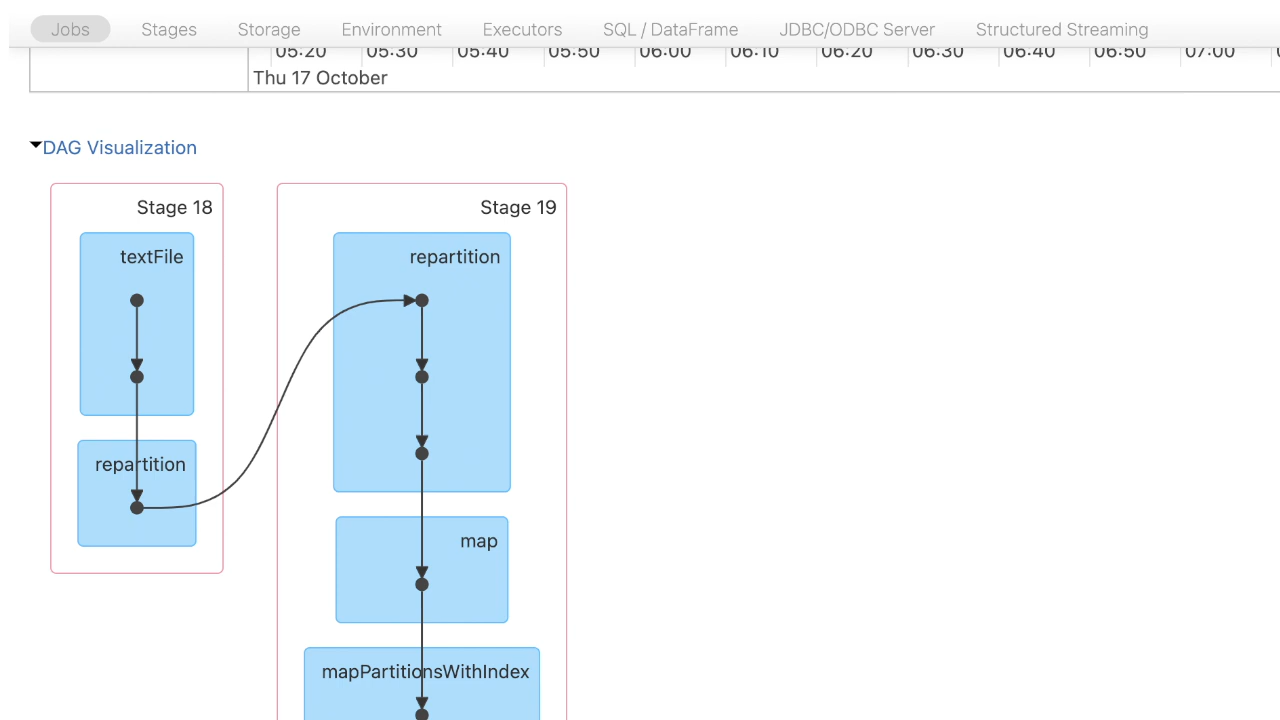 Jobs Stages Storage Environment Executors SQL / DataFrame JDBC/ODBC Server Structured Streaming
05:20 05:30 05:40 05:50 06:00 06:10 06:20 06:30 06:40 06:50 07:00
Thu 17 October
DAG Visualization
Stage 18
textFile
repartition
Stage 19
repartition
map
mapPartitionsWithIndex